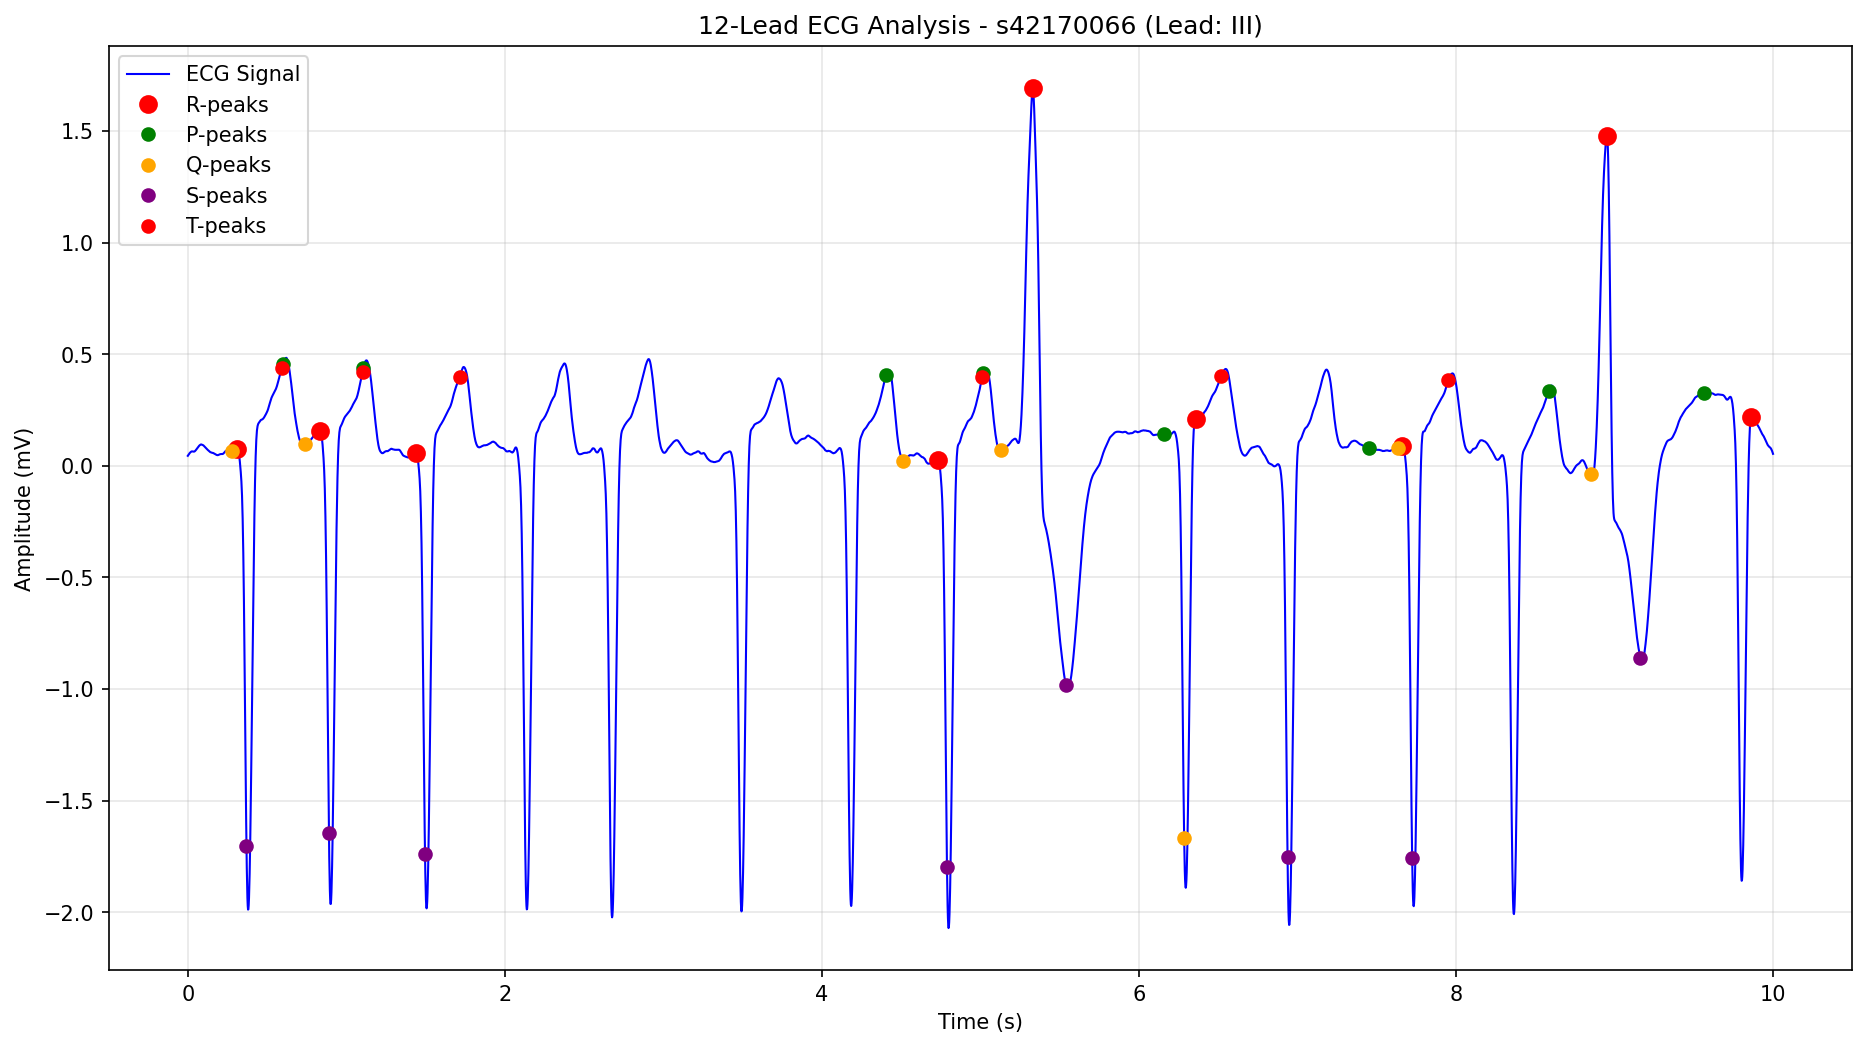 12-Lead ECG Analysis - s42170066 (Lead: III)
ECG Signal
R-peaks
P-peaks
Q-peaks
S-peaks
T-peaks
Amplitude (mV)
1.5
1.0
0.5
0.0
−0.5
−1.0
−1.5
−2.0
0
2
4
6
8
10
Time (s)